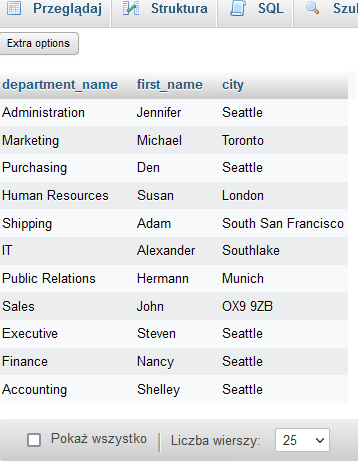 Przeglądaj Struktura SQL Szuk
Extra options
department_name first_name city
Administration Jennifer Seattle
Marketing Michael Toronto
Purchasing Den Seattle
Human Resources Susan London
Shipping Adam South San Francisco
IT Alexander Southlake
Public Relations Hermann Munich
Sales John OX9 9ZB
Executive Steven Seattle
Finance Nancy Seattle
Accounting Shelley Seattle
Pokaż wszystko Liczba wierszy: 25